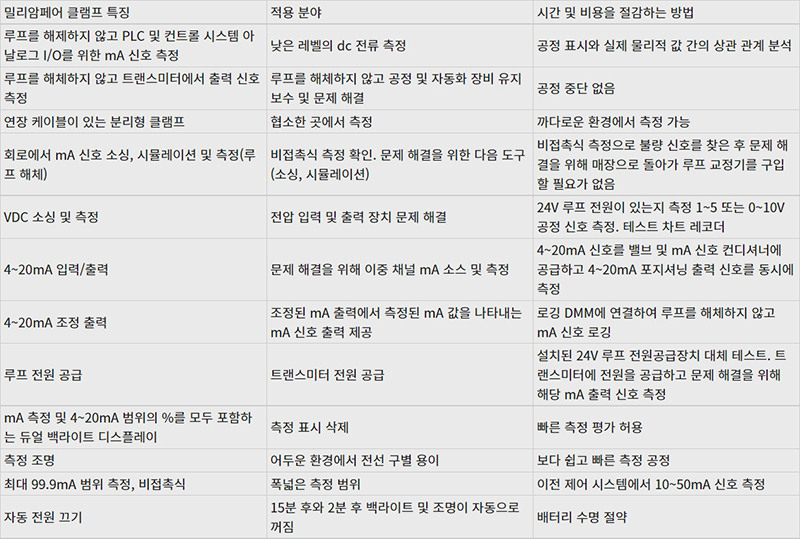 밀리암페어 클램프 특징
적용 분야
시간 및 비용을 절감하는 방법
루프를 해제하지 않고 PLC 및 컨트롤 시스템 아
날로그 I/O를 위한 mA 신호 측정
낮은 레벨의 dc 전류 측정
공정 표시와 실제 물리적 값 간의 상관 관계 분석
루프를 해체하지 않고 트랜스미터에서 출력 신호
측정
루프를 해체하지 않고 공정 및 자동화 장비 유지
보수 및 문제 해결
공정 중단 없음
연장 케이블이 있는 분리형 클램프
협소한 곳에서 측정
까다로운 환경에서 측정 가능
회로에서 mA 신호 소싱, 시뮬레이션 및 측정(루
프 해체)
비접촉식 측정 확인. 문제 해결을 위한 다음 도구
(소싱, 시뮬레이션)
비접촉식 측정으로 불량 신호를 찾은 후 문제 해
결을 위해 매장으로 돌아가 루프 교정기를 구입
할 필요가 없음
VDC 소싱 및 측정
전압 입력 및 출력 장치 문제 해결
24V 루프 전원이 있는지 측정 1~5 또는 0~10V
공정 신호 측정. 테스트 차트 레코더
4~20mA 입력/출력
문제 해결을 위해 이중 채널 mA 소스 및 측정
4~20mA 신호를 밸브 및 mA 신호 컨디셔너에
공급하고 4~20mA 포지셔닝 출력 신호를 동시에
측정
4~20mA 조정 출력
조정된 mA 출력에서 측정된 mA 값을 나타내는
mA 신호 출력 제공
로깅 DMM에 연결하여 루프를 해체하지 않고
mA 신호 로깅
루프 전원 공급
트랜스미터 전원 공급
설치된 24V 루프 전원공급장치 대체 테스트. 트
랜스미터에 전원을 공급하고 문제 해결을 위해
해당 mA 출력 신호 측정
mA 측정 및 4~20mA 범위의 %를 모두 포함하
는 듀얼 백라이트 디스플레이
측정 표시 삭제
빠른 측정 평가 허용
측정 조명
어두운 환경에서 전선 구별 용이
보다 쉽고 빠른 측정 공정
최대 99.9mA 범위 측정, 비접촉식
폭넓은 측정 범위
이전 제어 시스템에서 10~50mA 신호 측정
자동 전원 끄기
15분 후와 2분 후 백라이트 및 조명이 자동으로
꺼짐
배터리 수명 절약